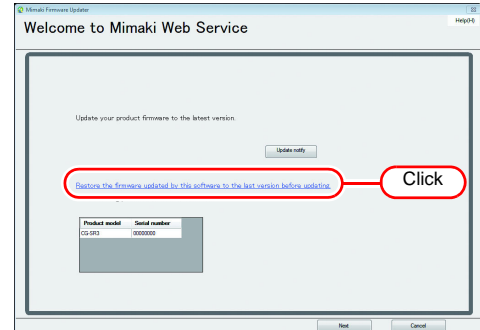 Mimaki Firmware Updater
Welcome to Mimaki Web Service
Help(H)
Update your product firmware to the latest version.
Update notify
Restore the firmware updated by this software to the last version before updating.
Click
Product model Serial number
CG-SR3 00000000
Next Cancel